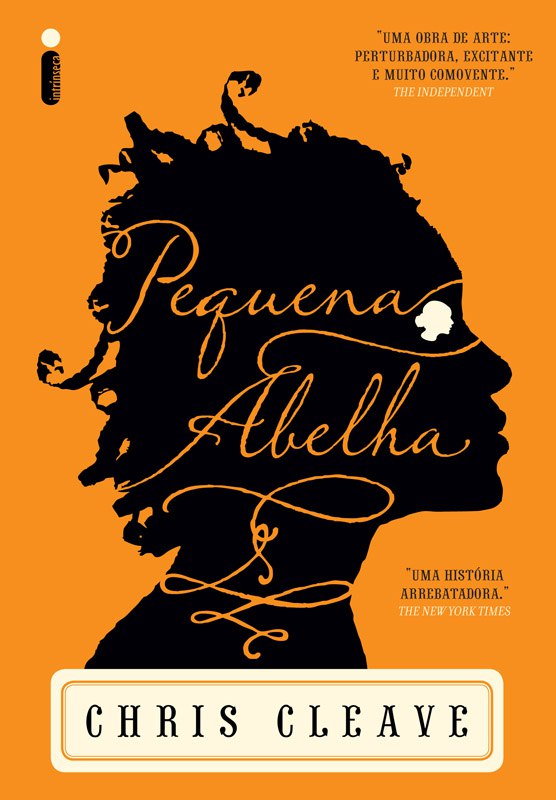 intrínseca
"UMA OBRA DE ARTE:
PERTURBADORA, EXCITANTE
E MUITO COMOVENTE."
THE INDEPENDENT
Pequena
Abelha
"UMA HISTÓRIA
ARREBATADORA."
THE NEW YORK TIMES
CHRIS CLEAVE